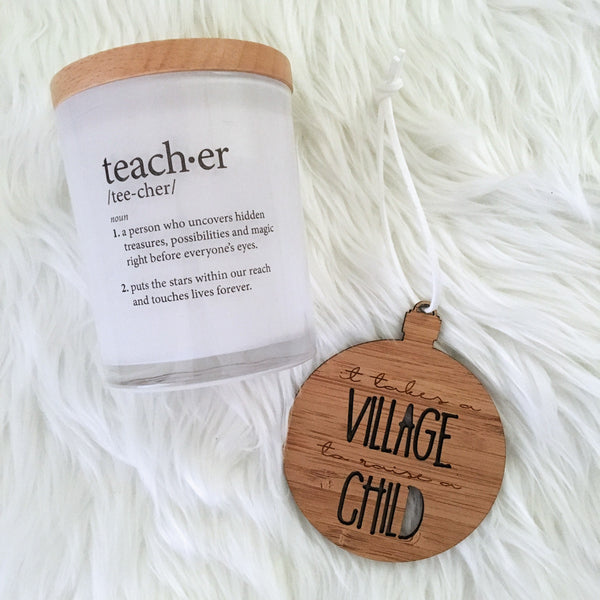 teach·er
/tee-cher/
noun
1. a person who uncovers hidden
treasures, possibilities and magic
right before everyone's eyes.
2. puts the stars within our reach
and touches lives forever.
it takes a
VILLAGE
to raise a
CHILD